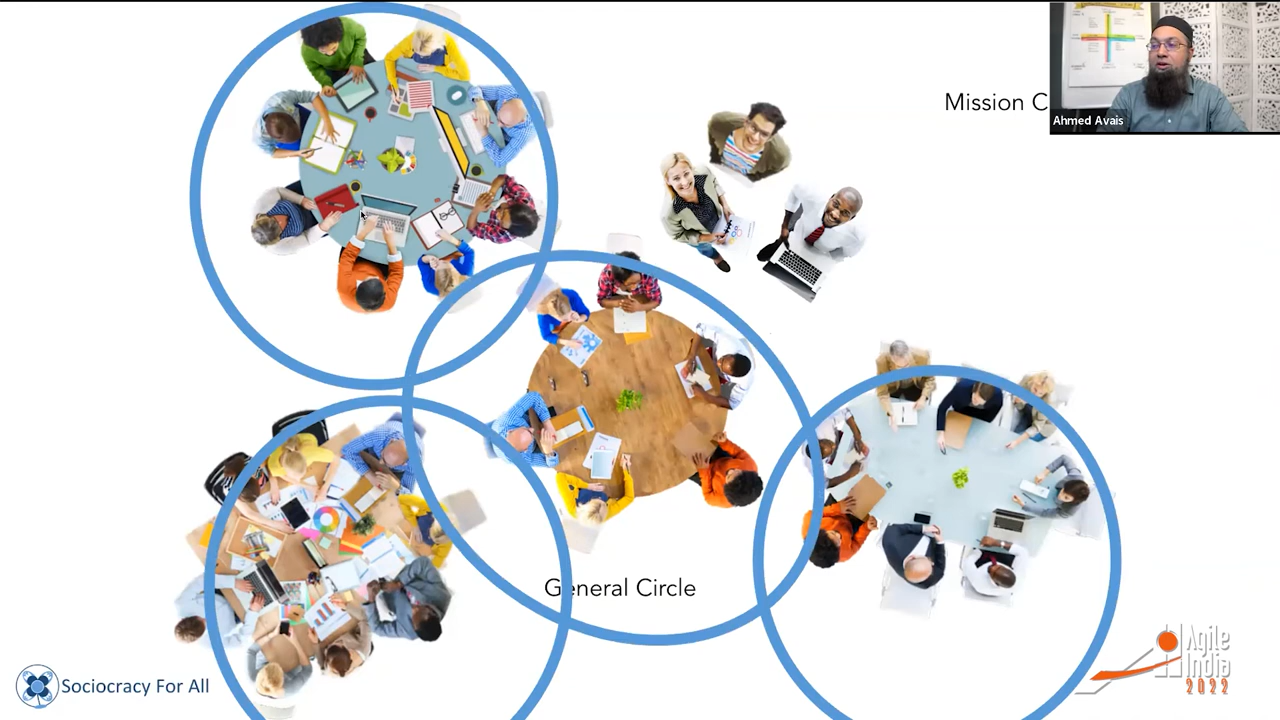 Mission C
Ahmed Avais
General Circle
Sociocracy For All
Agile
India
2022